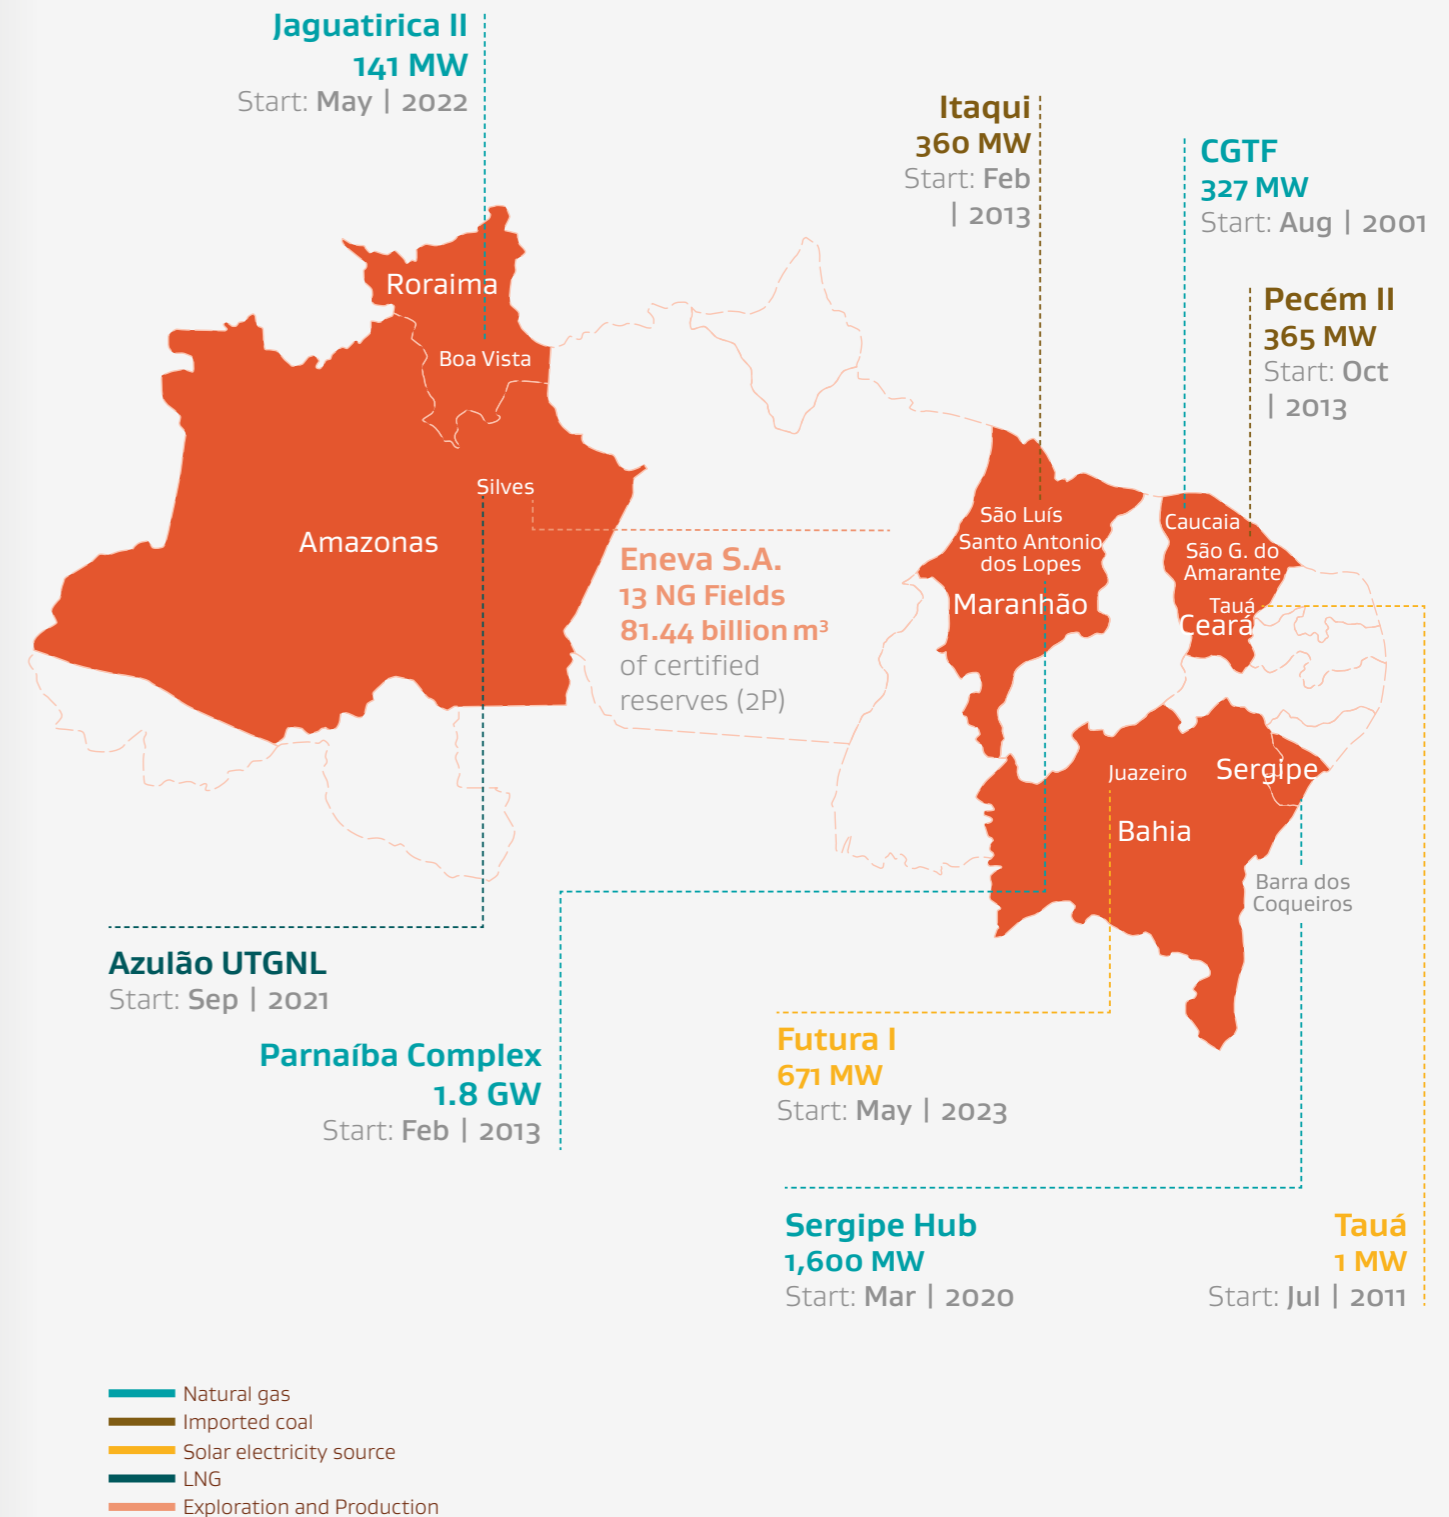 Jaguatirica II
141 MW
Start: May | 2022
Itaqui
360 MW
Start: Feb
| 2013
CGTF
327 MW
Start: Aug | 2001
Pecém II
365 MW
Start: Oct
| 2013
Roraima
Boa Vista
Silves
Amazonas
Eneva S.A.
13 NG Fields
81.44 billion m³
of certified
reserves (2P)
São Luís
Santo Antonio
dos Lopes
Maranhão
Caucaia
São G. do
Amarante
Tauá
Ceará
Juazeiro
Sergipe
Bahia
Barra dos
Coqueiros
Azulão UTGNL
Start: Sep | 2021
Parnaíba Complex
1.8 GW
Start: Feb | 2013
Futura I
671 MW
Start: May | 2023
Sergipe Hub
1,600 MW
Start: Mar | 2020
Tauá
1 MW
Start: Jul | 2011
Natural gas
Imported coal
Solar electricity source
LNG
Exploration and Production